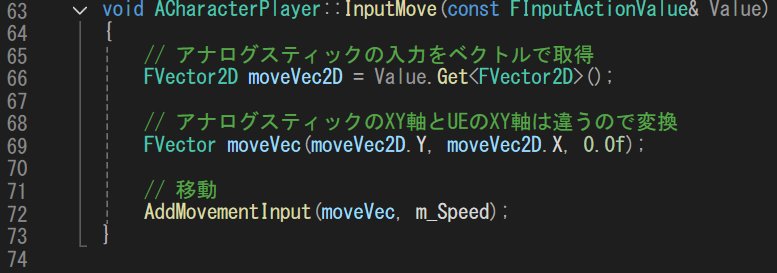 63 void ACharacterPlayer::InputMove(const FInputActionValue& Value)
64 {
65 // アナログスティックの入力をベクトルで取得
66 FVector2D moveVec2D = Value.Get<FVector2D>();
67
68 // アナログスティックのXY軸とUEのXY軸は違うので変換
69 FVector moveVec(moveVec2D.Y, moveVec2D.X, 0.0f);
70
71 // 移動
72 AddMovementInput(moveVec, m_Speed);
73 }
74